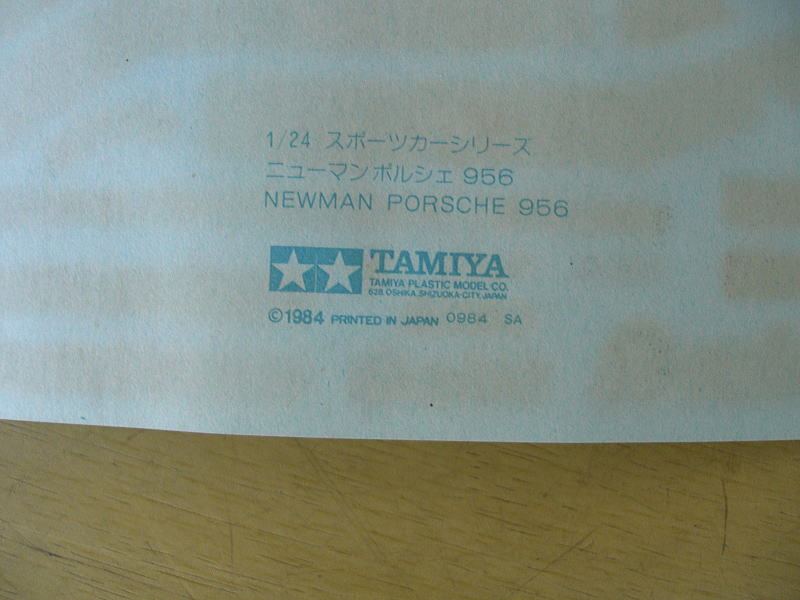 1/24 スポーツカーシリーズ
ニューマンポルシェ 956
NEWMAN PORSCHE 956
TAMIYA
TAMIYA PLASTIC MODEL CO.
628, OSHIKA, SHIZUOKA-CITY, JAPAN
©1984 PRINTED IN JAPAN 0984 SA